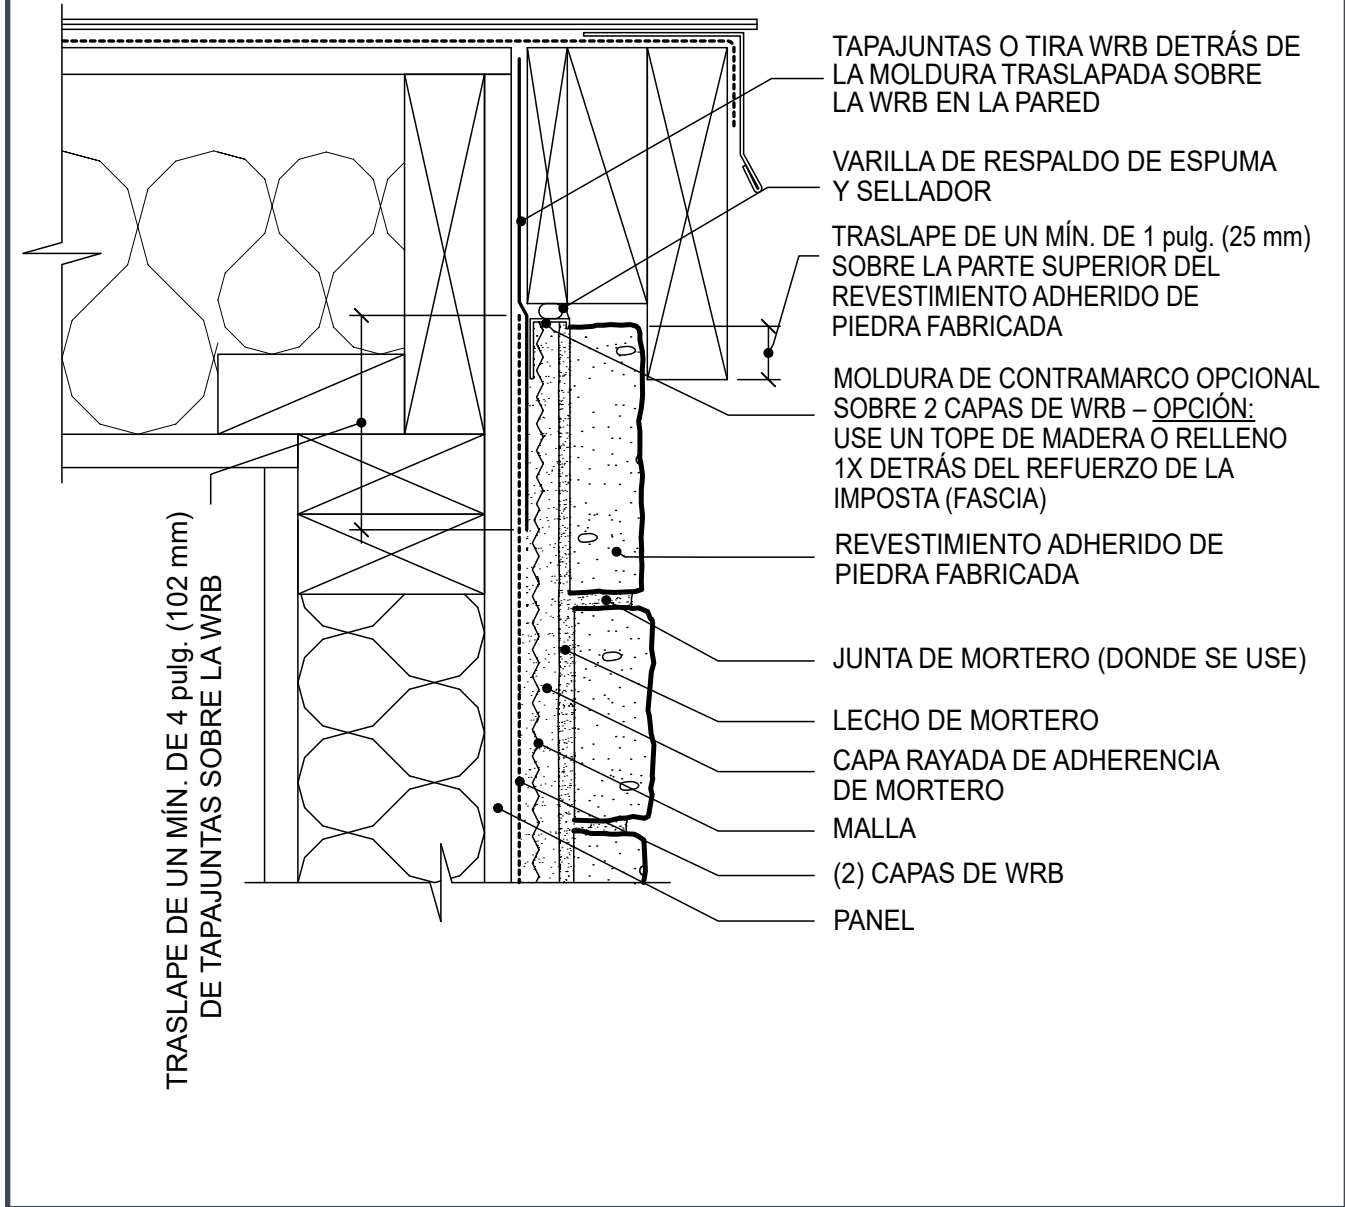 TAPAJUNTAS O TIRA WRB DETRÁS DE
LA MOLDURA TRASLAPADA SOBRE
LA WRB EN LA PARED
VARILLA DE RESPALDO DE ESPUMA
Y SELLADOR
TRASLAPE DE UN MÍN. DE 1 pulg. (25 mm)
SOBRE LA PARTE SUPERIOR DEL
REVESTIMIENTO ADHERIDO DE
PIEDRA FABRICADA
MOLDURA DE CONTRAMARCO OPCIONAL
SOBRE 2 CAPAS DE WRB – OPCIÓN:
USE UN TOPE DE MADERA O RELLENO
1X DETRÁS DEL REFUERZO DE LA
IMPOSTA (FASCIA)
REVESTIMIENTO ADHERIDO DE
PIEDRA FABRICADA
JUNTA DE MORTERO (DONDE SE USE)
LECHO DE MORTERO
CAPA RAYADA DE ADHERENCIA
DE MORTERO
MALLA
(2) CAPAS DE WRB
PANEL
TRASLAPE DE UN MÍN. DE 4 pulg. (102 mm)
DE TAPAJUNTAS SOBRE LA WRB